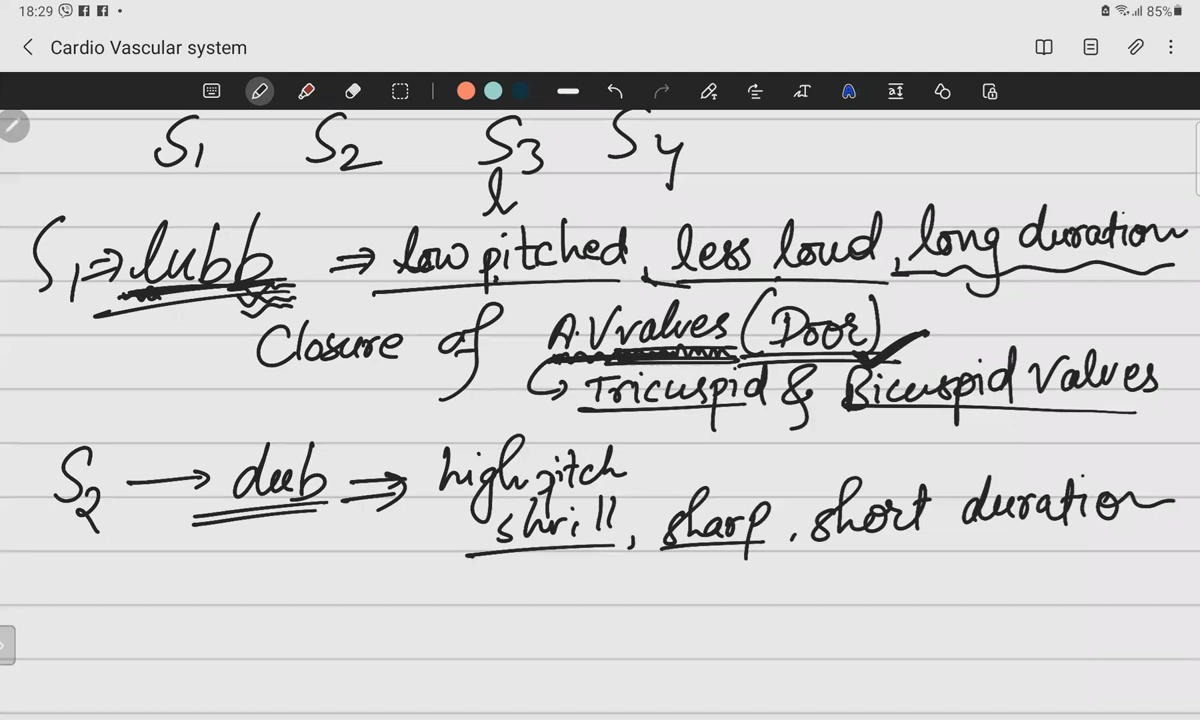 18:29 85%
Cardio Vascular system
S1 S2 S3 S4
l
S1 ⇒ lubb ⇒ low pitched, less loud, long duration
Closure of A.V valves (Door)
Tricuspid & Bicuspid Valves
S2 → dub ⇒ high pitch
shrill, sharp, short duration